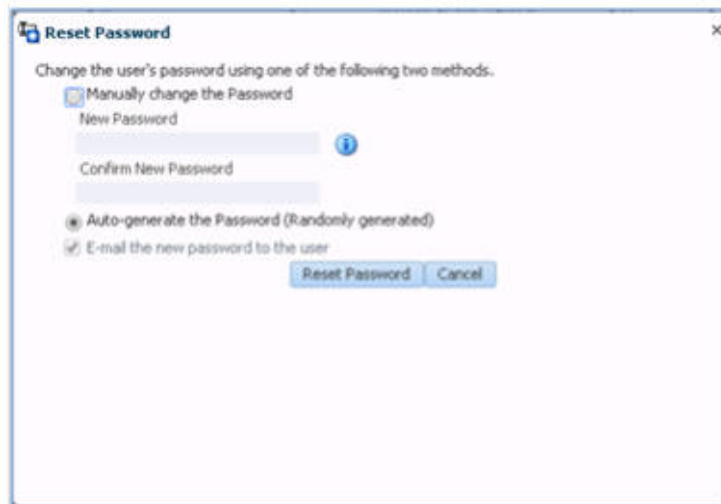 Reset Password
Change the user's password using one of the following two methods.
Manually change the Password
New Password
Confirm New Password
Auto-generate the Password (Randomly generated)
E-mail the new password to the user
Reset Password Cancel